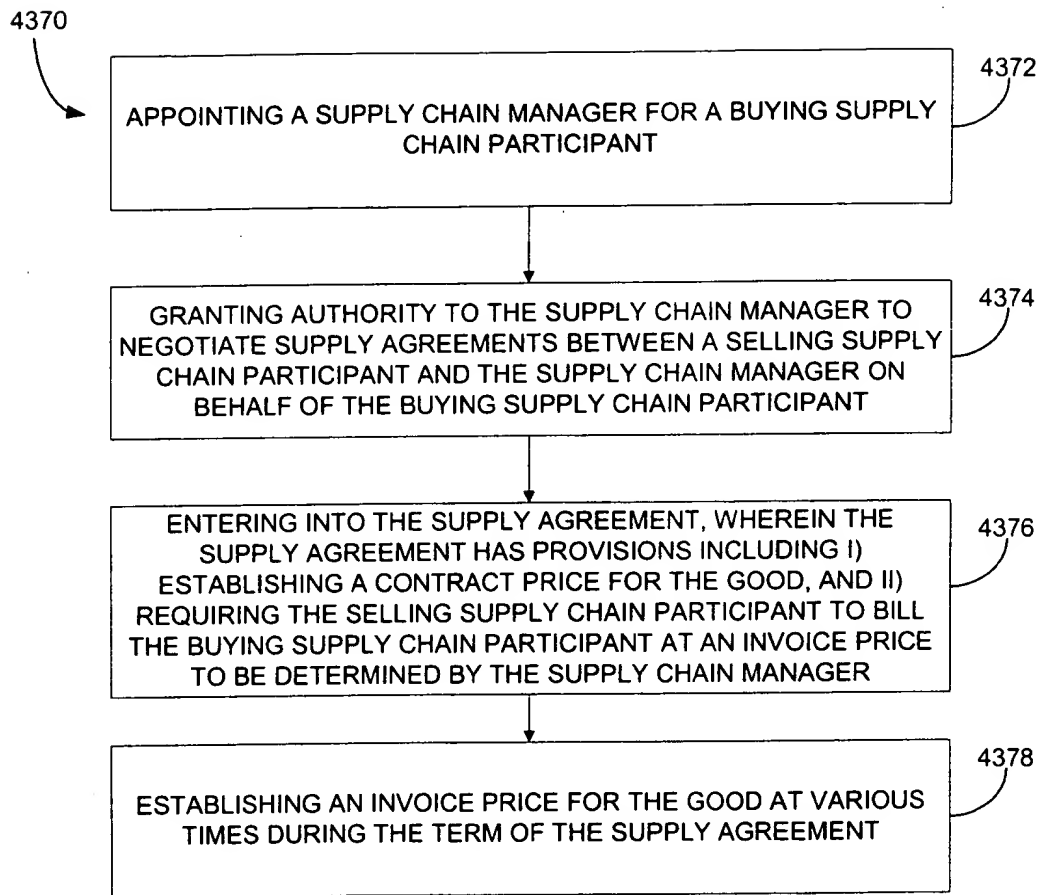 4370
4372
APPOINTING A SUPPLY CHAIN MANAGER FOR A BUYING SUPPLY
CHAIN PARTICIPANT
4374
GRANTING AUTHORITY TO THE SUPPLY CHAIN MANAGER TO
NEGOTIATE SUPPLY AGREEMENTS BETWEEN A SELLING SUPPLY
CHAIN PARTICIPANT AND THE SUPPLY CHAIN MANAGER ON
BEHALF OF THE BUYING SUPPLY CHAIN PARTICIPANT
4376
ENTERING INTO THE SUPPLY AGREEMENT, WHEREIN THE
SUPPLY AGREEMENT HAS PROVISIONS INCLUDING I)
ESTABLISHING A CONTRACT PRICE FOR THE GOOD, AND II)
REQUIRING THE SELLING SUPPLY CHAIN PARTICIPANT TO BILL
THE BUYING SUPPLY CHAIN PARTICIPANT AT AN INVOICE PRICE
TO BE DETERMINED BY THE SUPPLY CHAIN MANAGER
4378
ESTABLISHING AN INVOICE PRICE FOR THE GOOD AT VARIOUS
TIMES DURING THE TERM OF THE SUPPLY AGREEMENT